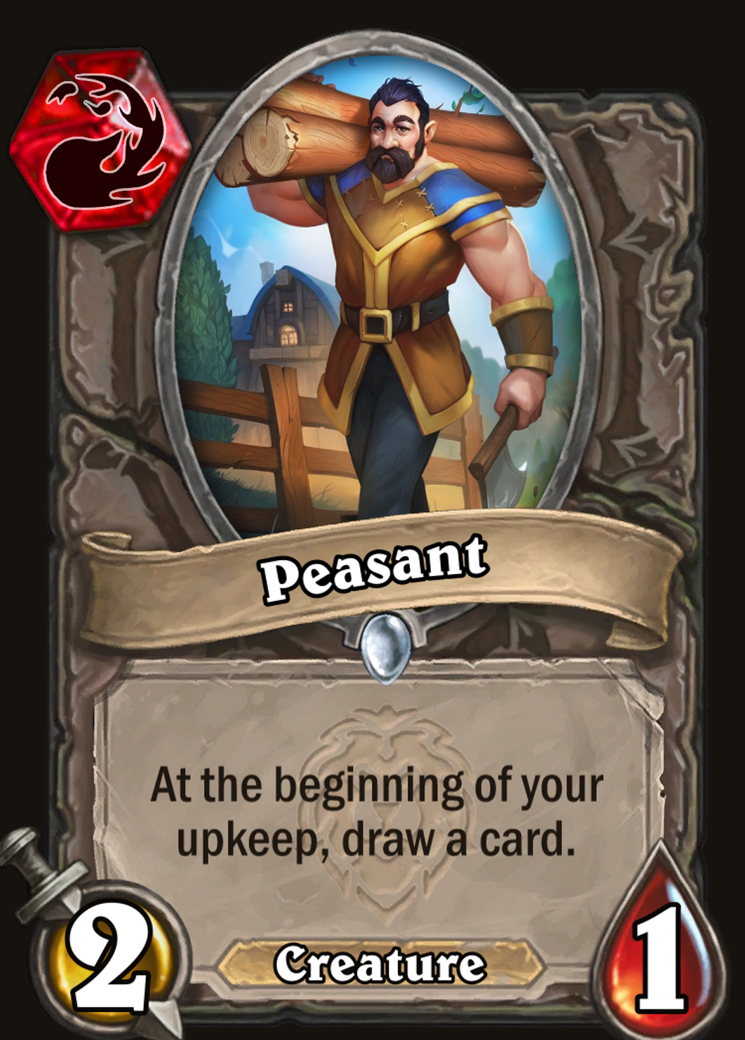 Peasant
At the beginning of your
upkeep, draw a card.
2
Creature
1